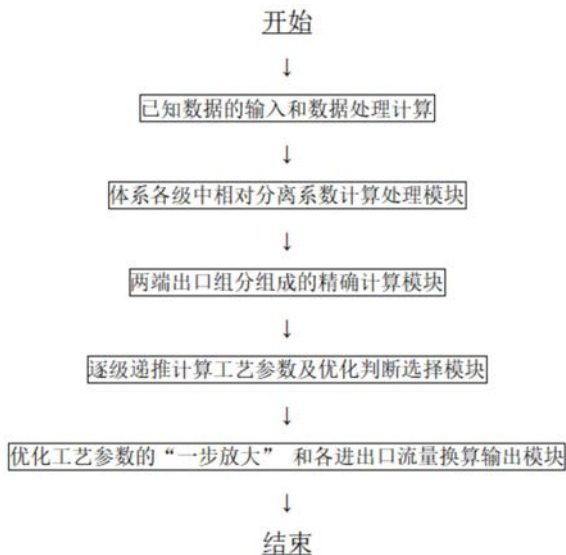 开始
↓
已知数据的输入和数据处理计算
↓
体系各级中相对分离系数计算处理模块
↓
两端出口组分组成的精确计算模块
↓
逐级递推计算工艺参数及优化判断选择模块
↓
优化工艺参数的“一步放大” 和各进出口流量换算输出模块
↓
结束